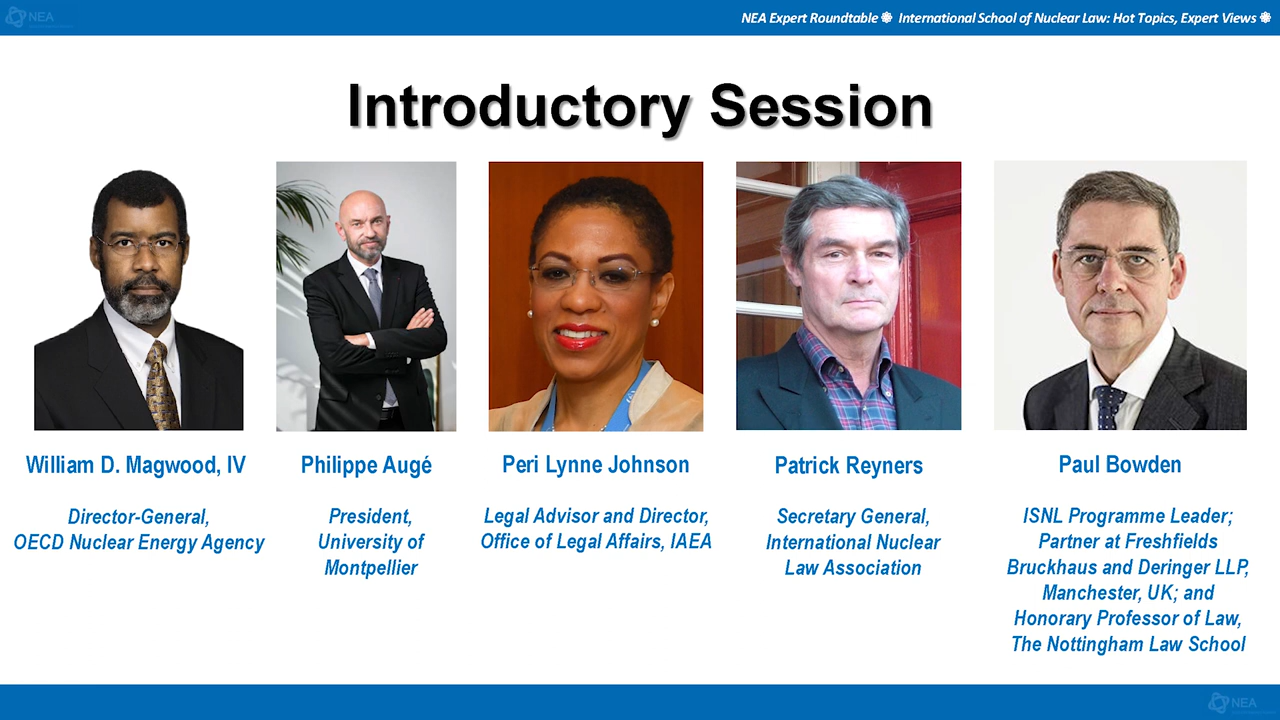 NEA
NEA Expert Roundtable ❁ International School of Nuclear Law: Hot Topics, Expert Views ❁
Introductory Session
William D. Magwood, IV
Director-General,
OECD Nuclear Energy Agency
Philippe Augé
President,
University of
Montpellier
Peri Lynne Johnson
Legal Advisor and Director,
Office of Legal Affairs, IAEA
Patrick Reyners
Secretary General,
International Nuclear
Law Association
Paul Bowden
ISNL Programme Leader;
Partner at Freshfields
Bruckhaus and Deringer LLP,
Manchester, UK; and
Honorary Professor of Law,
The Nottingham Law School
NEA